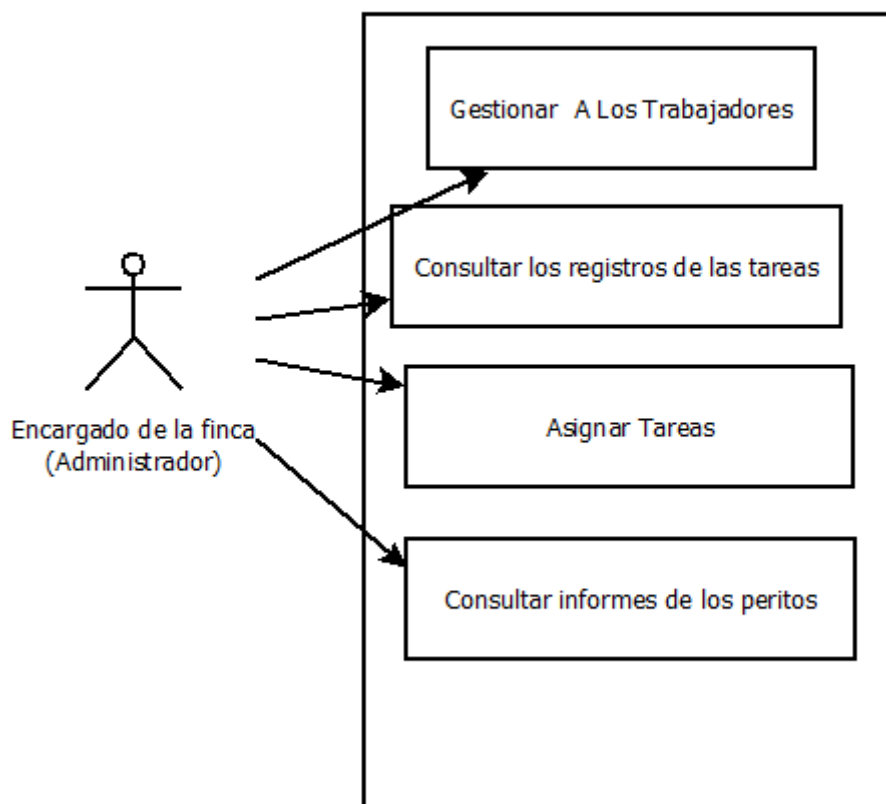 Gestionar A Los Trabajadores
Consultar los registros de las tareas
Asignar Tareas
Encargado de la finca
(Administrador)
Consultar informes de los peritos